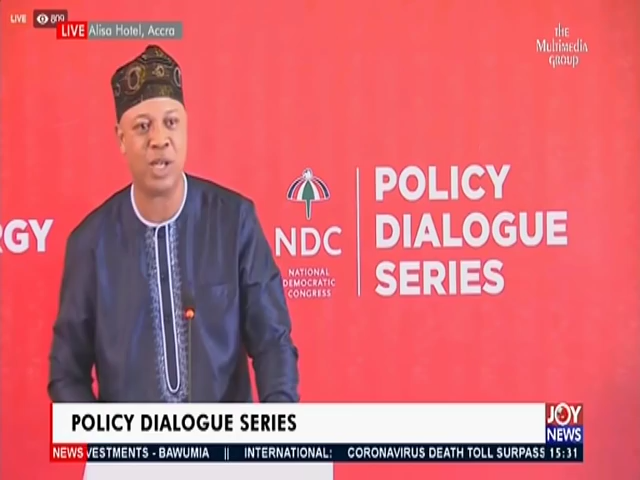 LIVE 809
LIVE Alisa Hotel, Accra
THE
Multimedia
GROUP
RGY
NDC
NATIONAL
DEMOCRATIC
CONGRESS
POLICY
DIALOGUE
SERIES
POLICY DIALOGUE SERIES
JOY
NEWS
NEWS VESTMENTS - BAWUMIA || INTERNATIONAL: CORONAVIRUS DEATH TOLL SURPASS 15:31